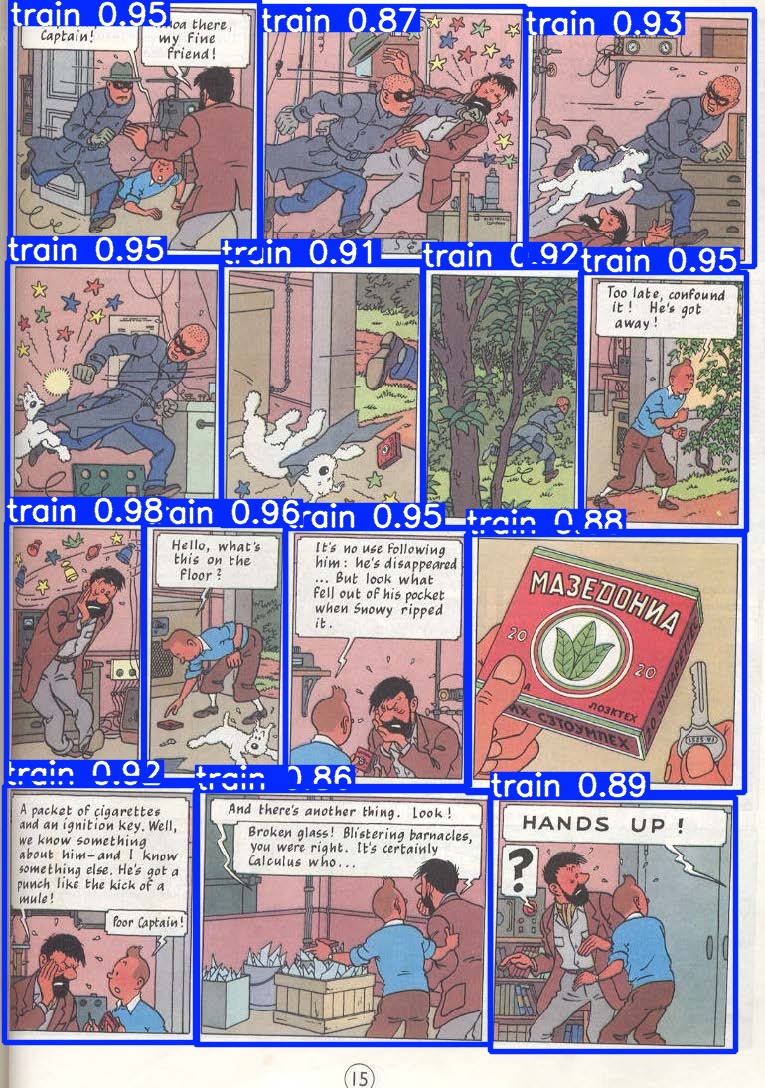 train 0.95
Captain!
there,
my fine
friend!
train 0.87
train 0.93
train 0.95
train 0.91
0.92
train 0.95
Too late, confound
it! He's got
away!
train 0.98
ain 0.96
Hello, what's
this on the
floor?
train 0.95
It's no use following
him: he's disappeared
... But look what
fell out of his pocket
when Snowy ripped
it.
train 0.88
МАЗЕDОНИА
20
20
ЛОЗКТЕХ
train 0.92
A packet of cigarettes
and an ignition key. Well,
we know something
about him — and I know
something else. He's got a
punch like the kick of a
mule!
Poor Captain!
train 0.86
And there's another thing. Look!
Broken glass! Blistering barnacles,
you were right. It's certainly
Calculus who...
train 0.89
HANDS UP!
?
15